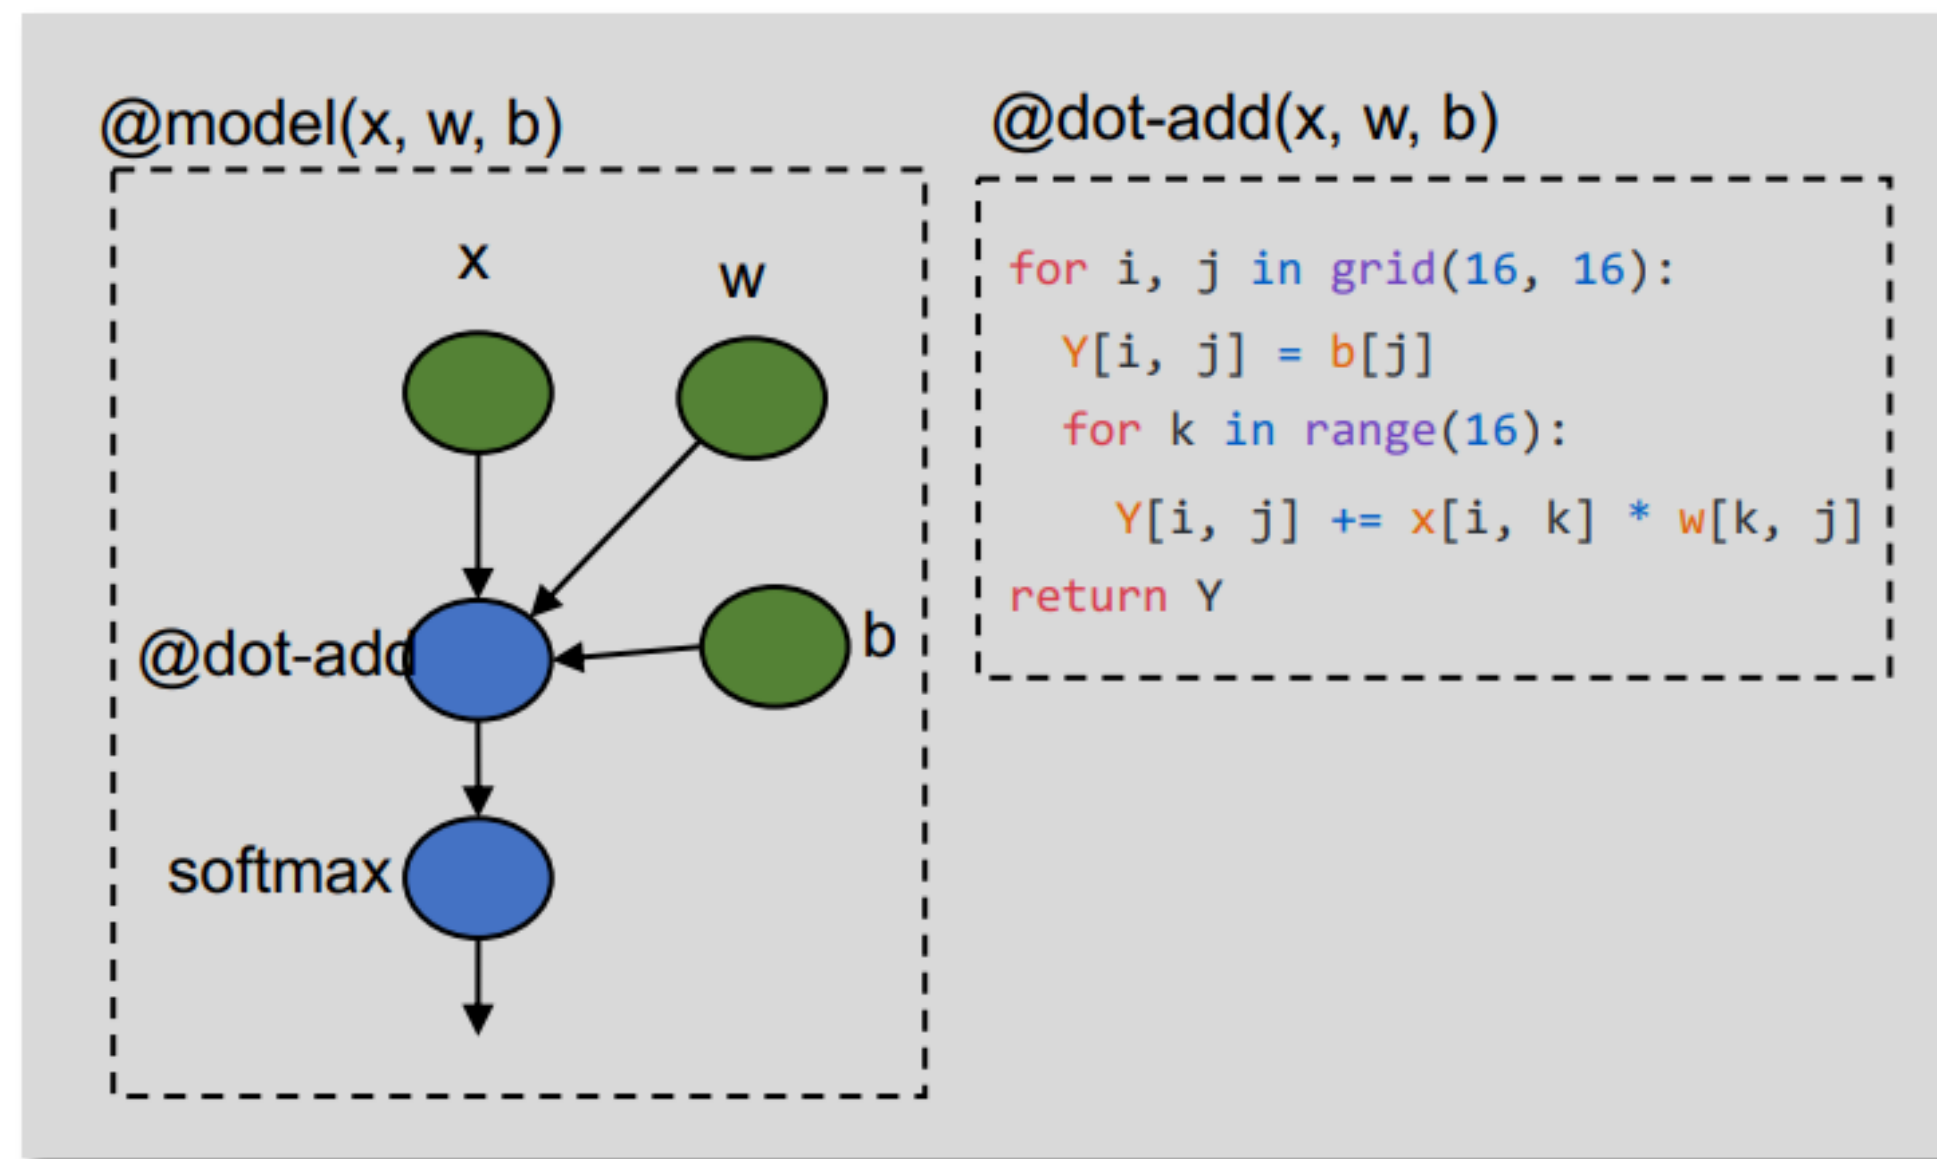 @model(x, w, b)
x
w
@dot-add
b
softmax
@dot-add(x, w, b)
for i, j in grid(16, 16):
  Y[i, j] = b[j]
  for k in range(16):
    Y[i, j] += x[i, k] * w[k, j]
return Y